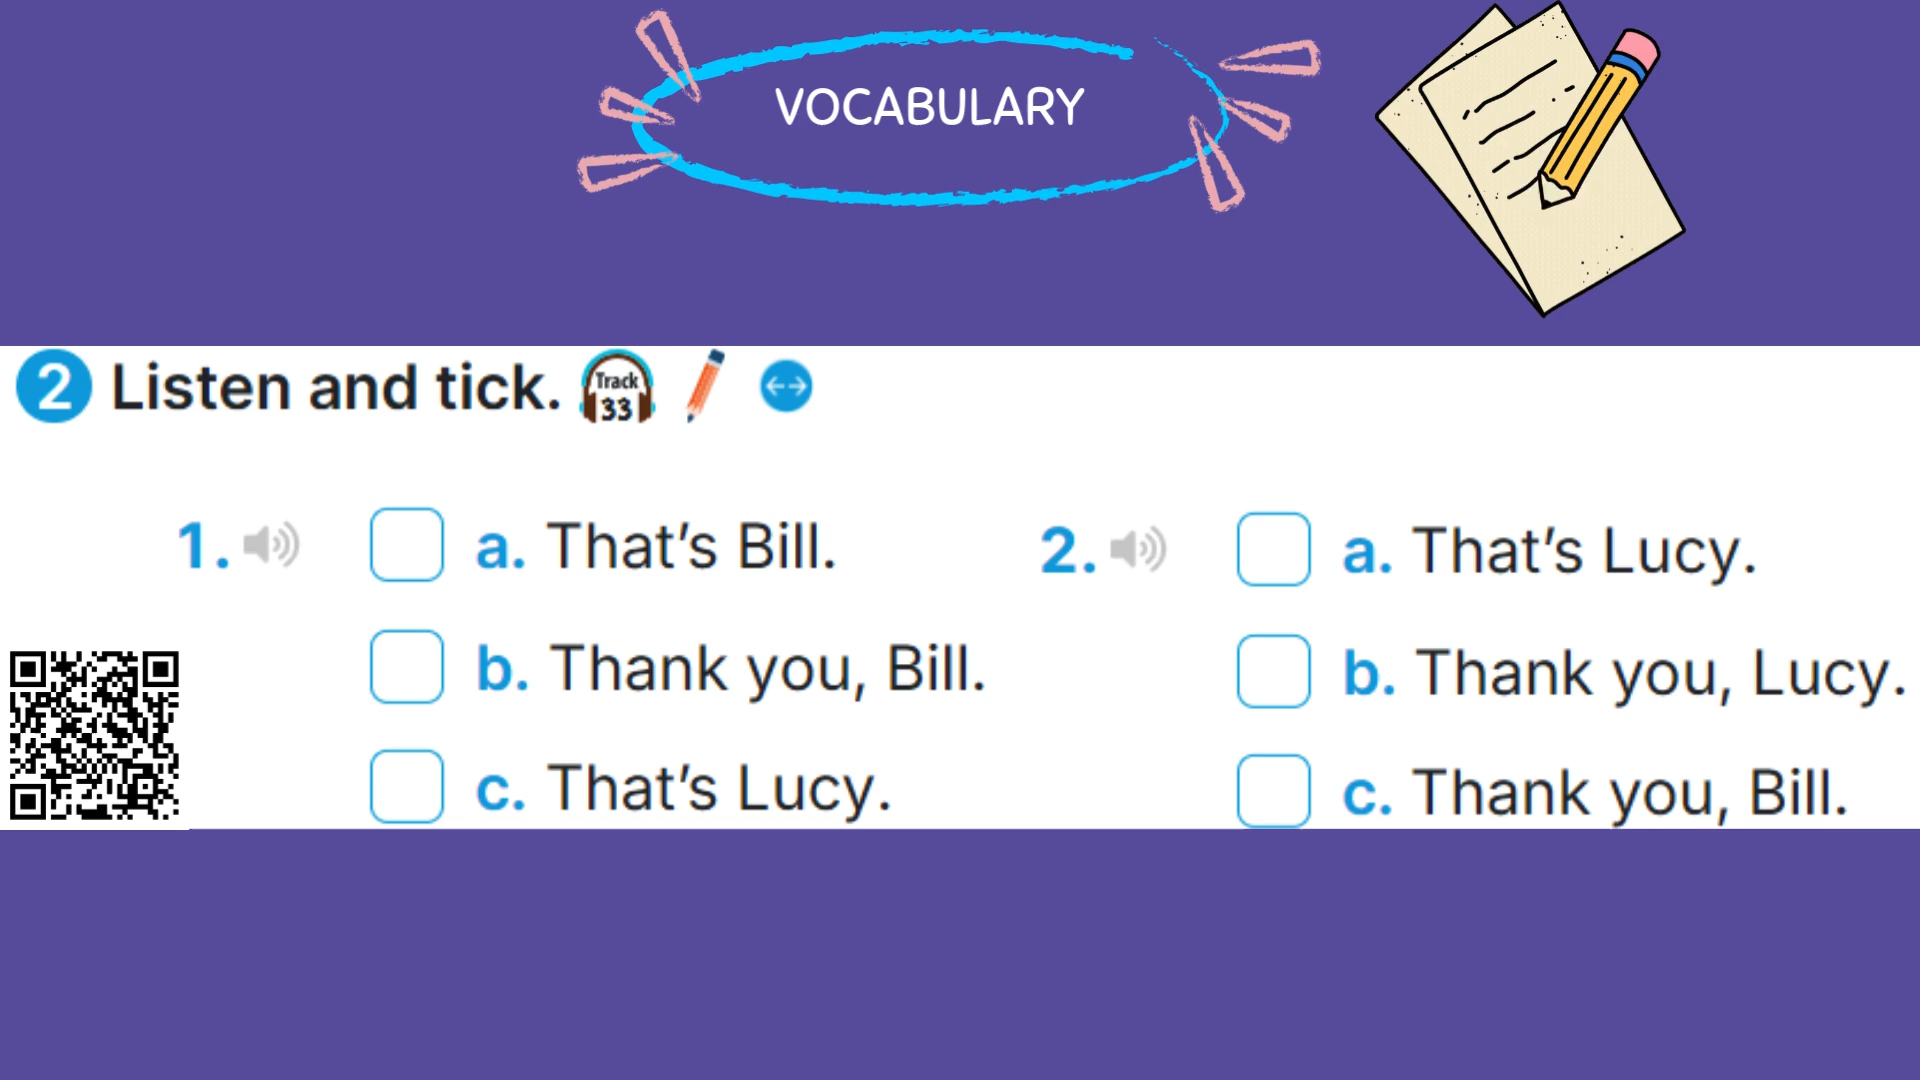 VOCABULARY
2 Listen and tick. Track 33
1. a. That's Bill.
b. Thank you, Bill.
c. That's Lucy.
2. a. That's Lucy.
b. Thank you, Lucy.
c. Thank you, Bill.